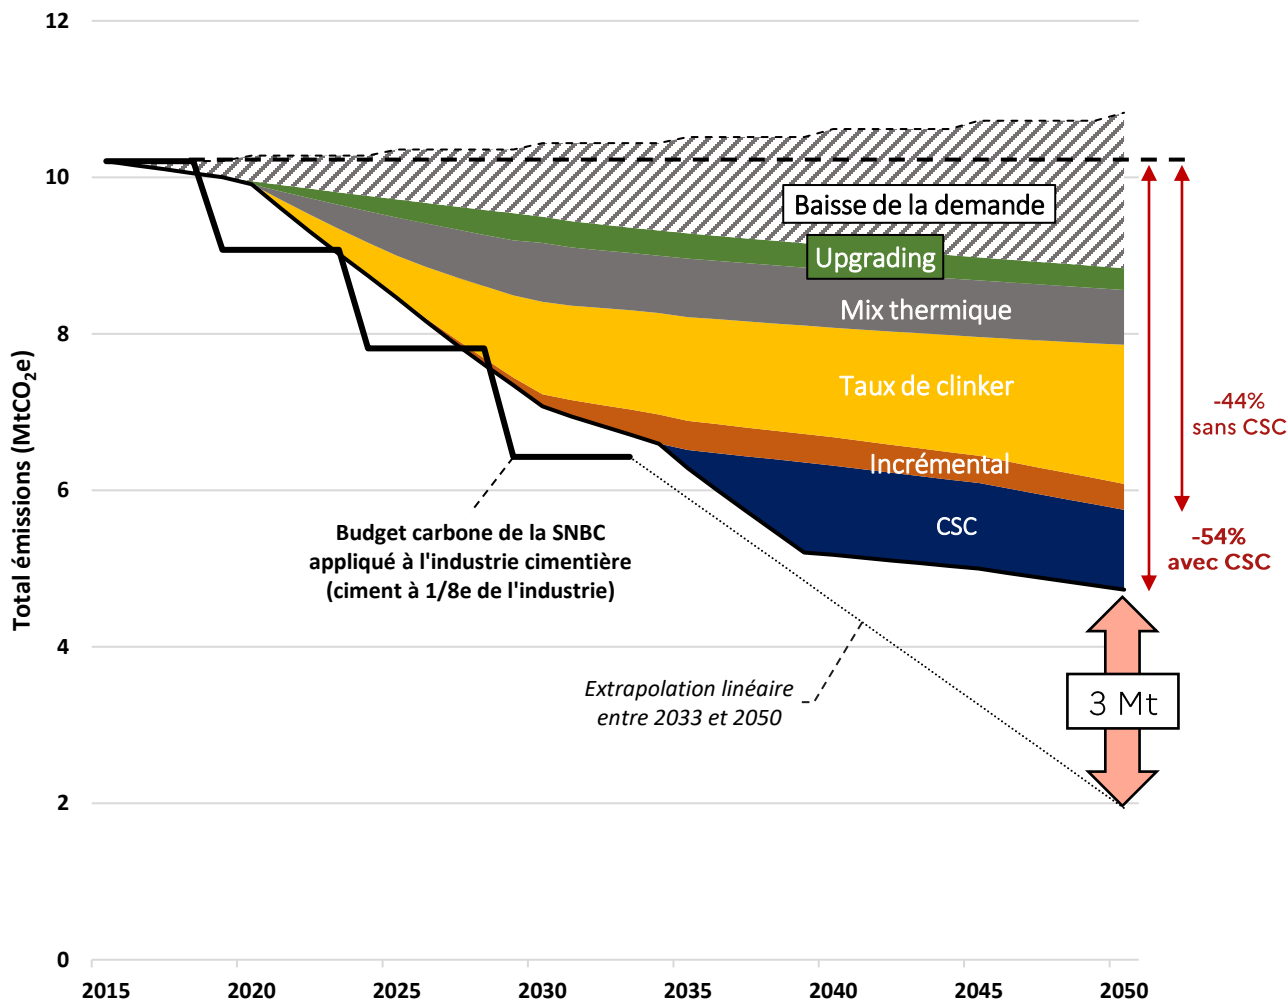 12
10
8
6
4
2
0
Total émissions (MtCO₂e)
2015
2020
2025
2030
2035
2040
2045
2050
Baisse de la demande
Upgrading
Mix thermique
Taux de clinker
Incrémental
CSC
-44%
sans CSC
-54%
avec CSC
Budget carbone de la SNBC
appliqué à l'industrie cimentière
(ciment à 1/8e de l'industrie)
Extrapolation linéaire
entre 2033 et 2050
3 Mt